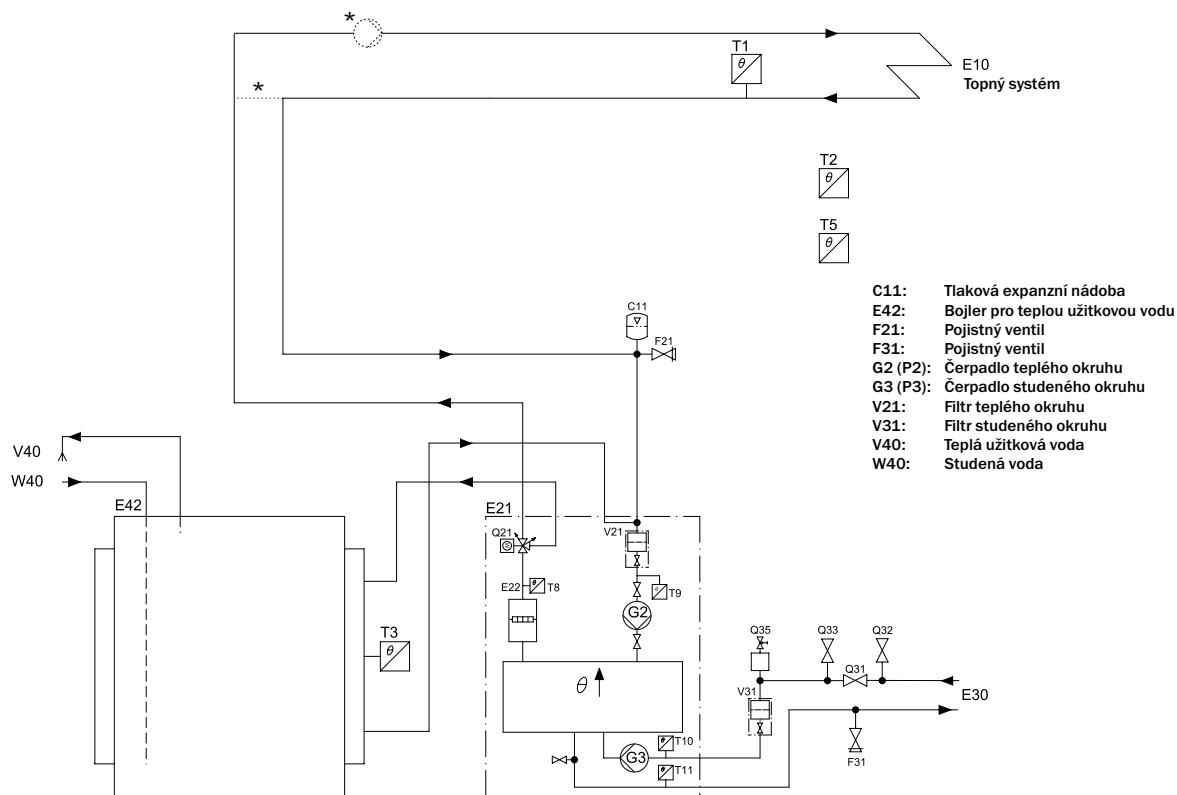 *
T1
θ
E10
Topný systém
*
T2
θ
T5
θ
C11: Tlaková expanzní nádoba
E42: Bojler pro teplou užitkovou vodu
F21: Pojistný ventil
F31: Pojistný ventil
G2 (P2): Čerpadlo teplého okruhu
G3 (P3): Čerpadlo studeného okruhu
V21: Filtr teplého okruhu
V31: Filtr studeného okruhu
V40: Teplá užitková voda
W40: Studená voda
C11
F21
V40
W40
E42
E21
Q21
V21
E22
θ
T8
T9
G2
T3
θ
θ
Q35
Q33
Q32
Q31
E30
V31
G3
θ
T10
θ
T11
F31